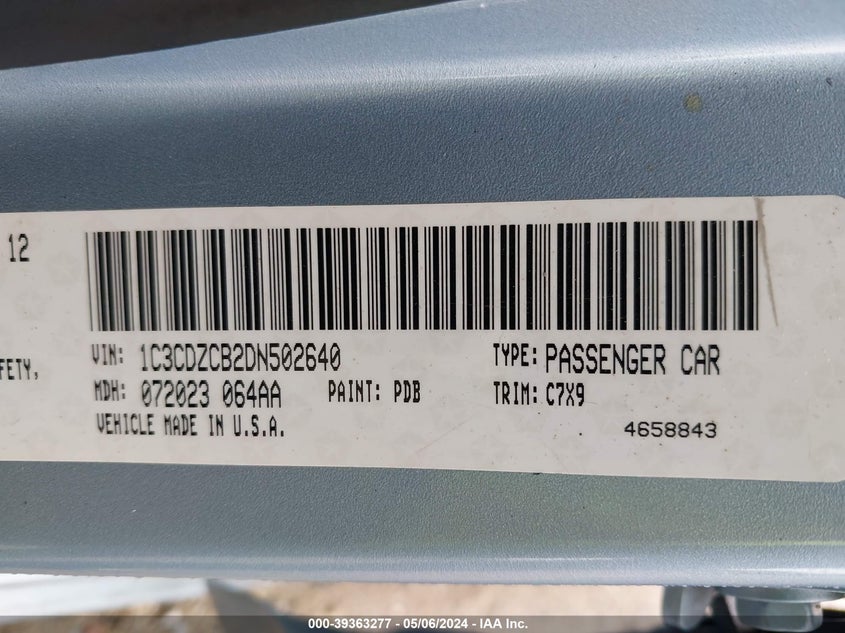 12
FETY,
VIN: 1C3CDZCB2DN502640 TYPE: PASSENGER CAR
MDH: 072023 064AA PAINT: PDB TRIM: C7X9
VEHICLE MADE IN U.S.A. 4658843
000-39363277 - 05/06/2024 - IAA Inc.